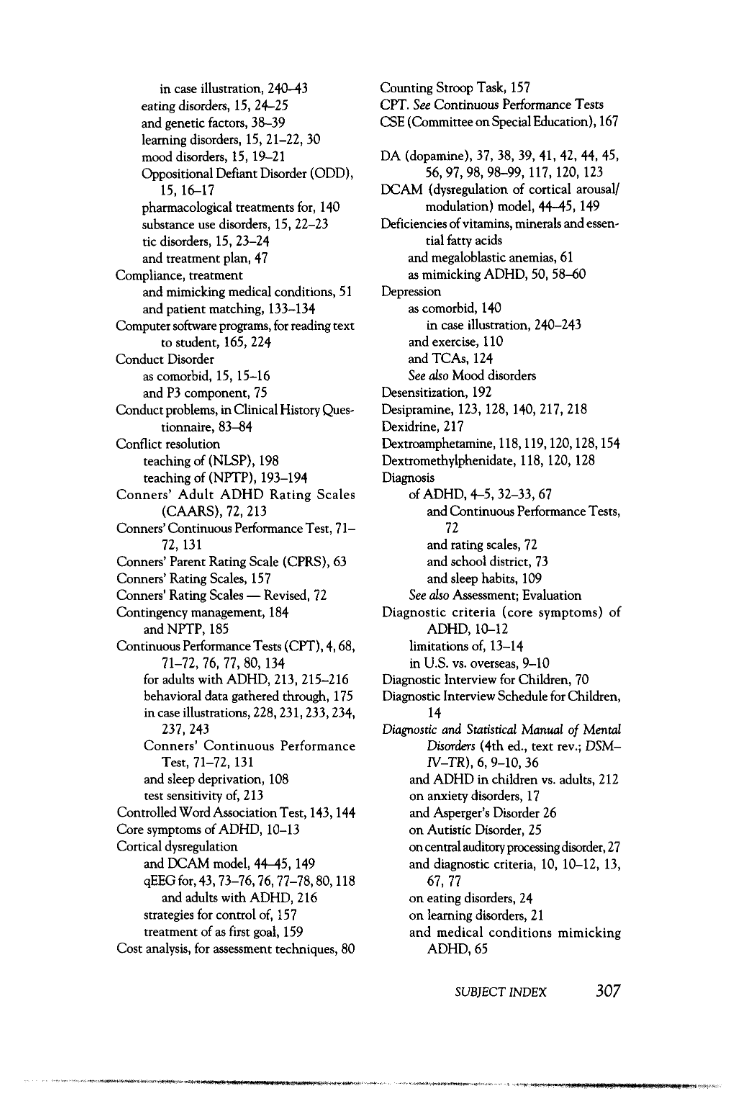 in case illustration, 240–43
eating disorders, 15, 24–25
and genetic factors, 38–39
learning disorders, 15, 21–22, 30
mood disorders, 15, 19–21
Oppositional Defiant Disorder (ODD),
15, 16–17
pharmacological treatments for, 140
substance use disorders, 15, 22–23
tic disorders, 15, 23–24
and treatment plan, 47
Compliance, treatment
and mimicking medical conditions, 51
and patient matching, 133–134
Computer software programs, for reading text
to student, 165, 224
Conduct Disorder
as comorbid, 15, 15–16
and P3 component, 75
Conduct problems, in Clinical History Ques-
tionnaire, 83–84
Conflict resolution
teaching of (NLSP), 198
teaching of (NPTP), 193–194
Conners' Adult ADHD Rating Scales
(CAARS), 72, 213
Conners' Continuous Performance Test, 71–
72, 131
Conners' Parent Rating Scale (CPRS), 63
Conners' Rating Scales, 157
Conners' Rating Scales — Revised, 72
Contingency management, 184
and NPTP, 185
Continuous Performance Tests (CPT), 4, 68,
71–72, 76, 77, 80, 134
for adults with ADHD, 213, 215–216
behavioral data gathered through, 175
in case illustrations, 228, 231, 233, 234,
237, 243
Conners' Continuous Performance
Test, 71–72, 131
and sleep deprivation, 108
test sensitivity of, 213
Controlled Word Association Test, 143, 144
Core symptoms of ADHD, 10–13
Cortical dysregulation
and DCAM model, 44–45, 149
qEEG for, 43, 73–76, 76, 77–78, 80, 118
and adults with ADHD, 216
strategies for control of, 157
treatment of as first goal, 159
Cost analysis, for assessment techniques, 80
Counting Stroop Task, 157
CPT. See Continuous Performance Tests
CSE (Committee on Special Education), 167
DA (dopamine), 37, 38, 39, 41, 42, 44, 45,
56, 97, 98, 98–99, 117, 120, 123
DCAM (dysregulation of cortical arousal/
modulation) model, 44–45, 149
Deficiencies of vitamins, minerals and essen-
tial fatty acids
and megaloblastic anemias, 61
as mimicking ADHD, 50, 58–60
Depression
as comorbid, 140
in case illustration, 240–243
and exercise, 110
and TCAs, 124
See also Mood disorders
Desensitization, 192
Desipramine, 123, 128, 140, 217, 218
Dexidrine, 217
Dextroamphetamine, 118, 119, 120, 128, 154
Dextromethylphenidate, 118, 120, 128
Diagnosis
of ADHD, 4–5, 32–33, 67
and Continuous Performance Tests,
72
and rating scales, 72
and school district, 73
and sleep habits, 109
See also Assessment; Evaluation
Diagnostic criteria (core symptoms) of
ADHD, 10–12
limitations of, 13–14
in U.S. vs. overseas, 9–10
Diagnostic Interview for Children, 70
Diagnostic Interview Schedule for Children,
14
Diagnostic and Statistical Manual of Mental
Disorders (4th ed., text rev.; DSM–
IV–TR), 6, 9–10, 36
and ADHD in children vs. adults, 212
on anxiety disorders, 17
and Asperger's Disorder 26
on Autistic Disorder, 25
on central auditory processing disorder, 27
and diagnostic criteria, 10, 10–12, 13,
67, 77
on eating disorders, 24
on learning disorders, 21
and medical conditions mimicking
ADHD, 65
SUBJECT INDEX 307